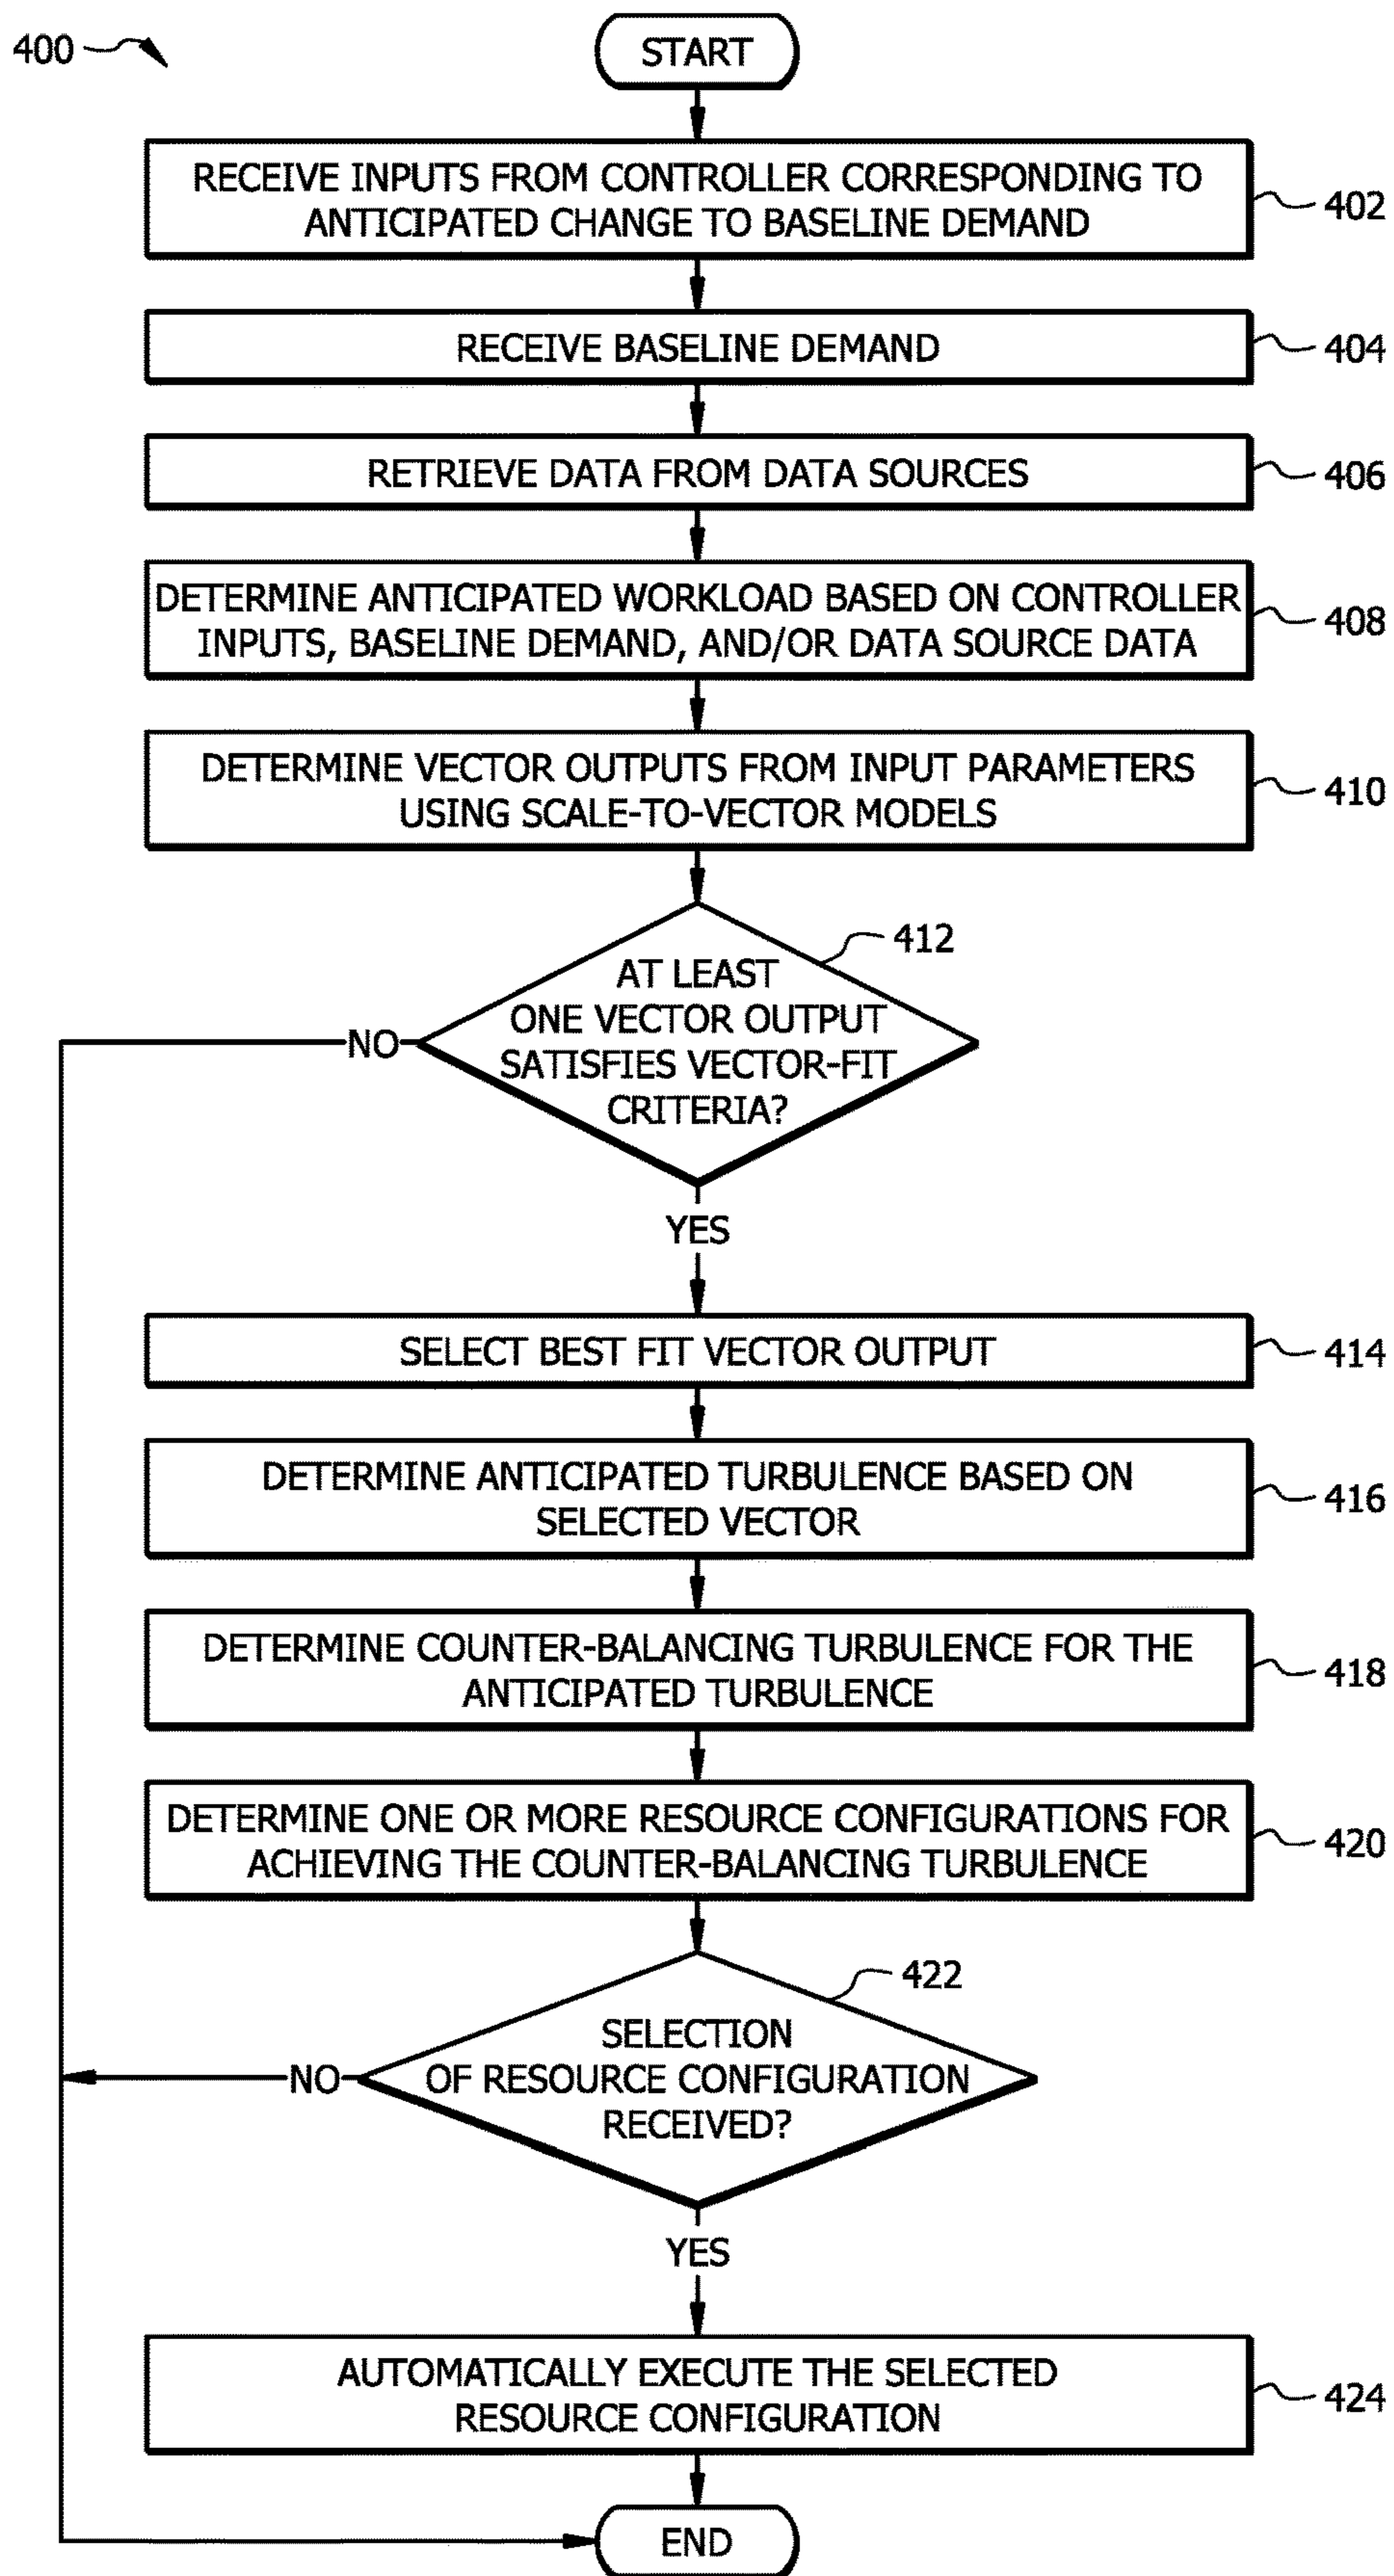 400
START
RECEIVE INPUTS FROM CONTROLLER CORRESPONDING TO
ANTICIPATED CHANGE TO BASELINE DEMAND
402
RECEIVE BASELINE DEMAND
404
RETRIEVE DATA FROM DATA SOURCES
406
DETERMINE ANTICIPATED WORKLOAD BASED ON CONTROLLER
INPUTS, BASELINE DEMAND, AND/OR DATA SOURCE DATA
408
DETERMINE VECTOR OUTPUTS FROM INPUT PARAMETERS
USING SCALE-TO-VECTOR MODELS
410
412
AT LEAST
ONE VECTOR OUTPUT
SATISFIES VECTOR-FIT
CRITERIA?
NO
YES
SELECT BEST FIT VECTOR OUTPUT
414
DETERMINE ANTICIPATED TURBULENCE BASED ON
SELECTED VECTOR
416
DETERMINE COUNTER-BALANCING TURBULENCE FOR THE
ANTICIPATED TURBULENCE
418
DETERMINE ONE OR MORE RESOURCE CONFIGURATIONS FOR
ACHIEVING THE COUNTER-BALANCING TURBULENCE
420
422
SELECTION
OF RESOURCE CONFIGURATION
RECEIVED?
NO
YES
AUTOMATICALLY EXECUTE THE SELECTED
RESOURCE CONFIGURATION
424
END